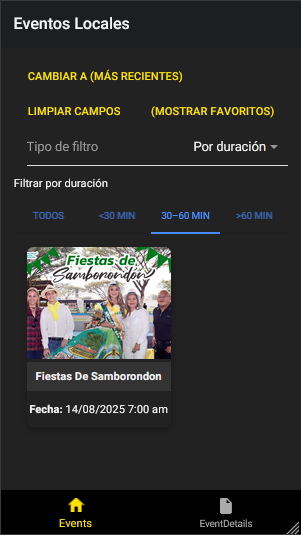 Eventos Locales
CAMBIAR A (MÁS RECIENTES)
LIMPIAR CAMPOS (MOSTRAR FAVORITOS)
Tipo de filtro Por duración
Filtrar por duración
TODOS <30 MIN 30–60 MIN >60 MIN
Fiestas de
Samborondón
Fiestas De Samborondon
Fecha: 14/08/2025 7:00 am
Events EventDetails